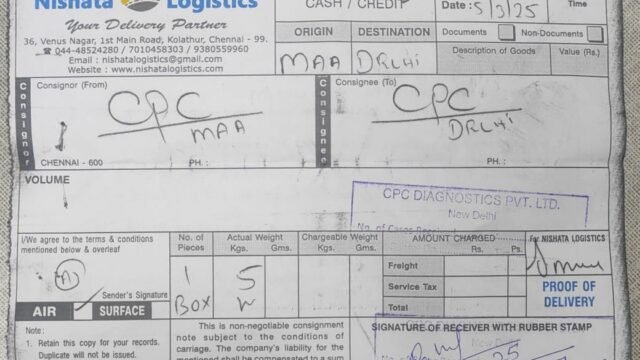 Nishata Logistics
Your Delivery Partner
36, Venus Nagar, 1st Main Road, Kolathur, Chennai - 99.
☎ 044-48524280 / 7010458303 / 9380559960
Email : nishatalogistics@gmail.com
Website : www.nishatalogistics.com
CASH / CREDIT
Date : 5/3/25
Time
ORIGIN DESTINATION
MAA DELHI
Documents Non-Documents
Description of Goods Value (Rs.)
Consignor
Consignor (From)
CPC
MAA
CHENNAI - 600 PH. :
Consignee
Consignee (To)
CPC
DELHI
PH. :
VOLUME
CPC DIAGNOSTICS PVT. LTD.
New Delhi
I/We agree to the terms & conditions
mentioned below & overleaf
Sender's Signature
AIR SURFACE
No. of Pieces
1
BOX
Actual Weight
Kgs. Gms.
5
Chargeable Weight
Kgs. Gms.
AMOUNT CHARGED
Rs. Ps.
Freight
Service Tax
Total
For NISHATA LOGISTICS
PROOF OF
DELIVERY
Note :
1. Retain this copy for your records.
Duplicate will not be issued.
This is non-negotiable consignment
note subject to the conditions of
carriage. The company's liability for the
SIGNATURE OF RECEIVER WITH RUBBER STAMP
New Delhi